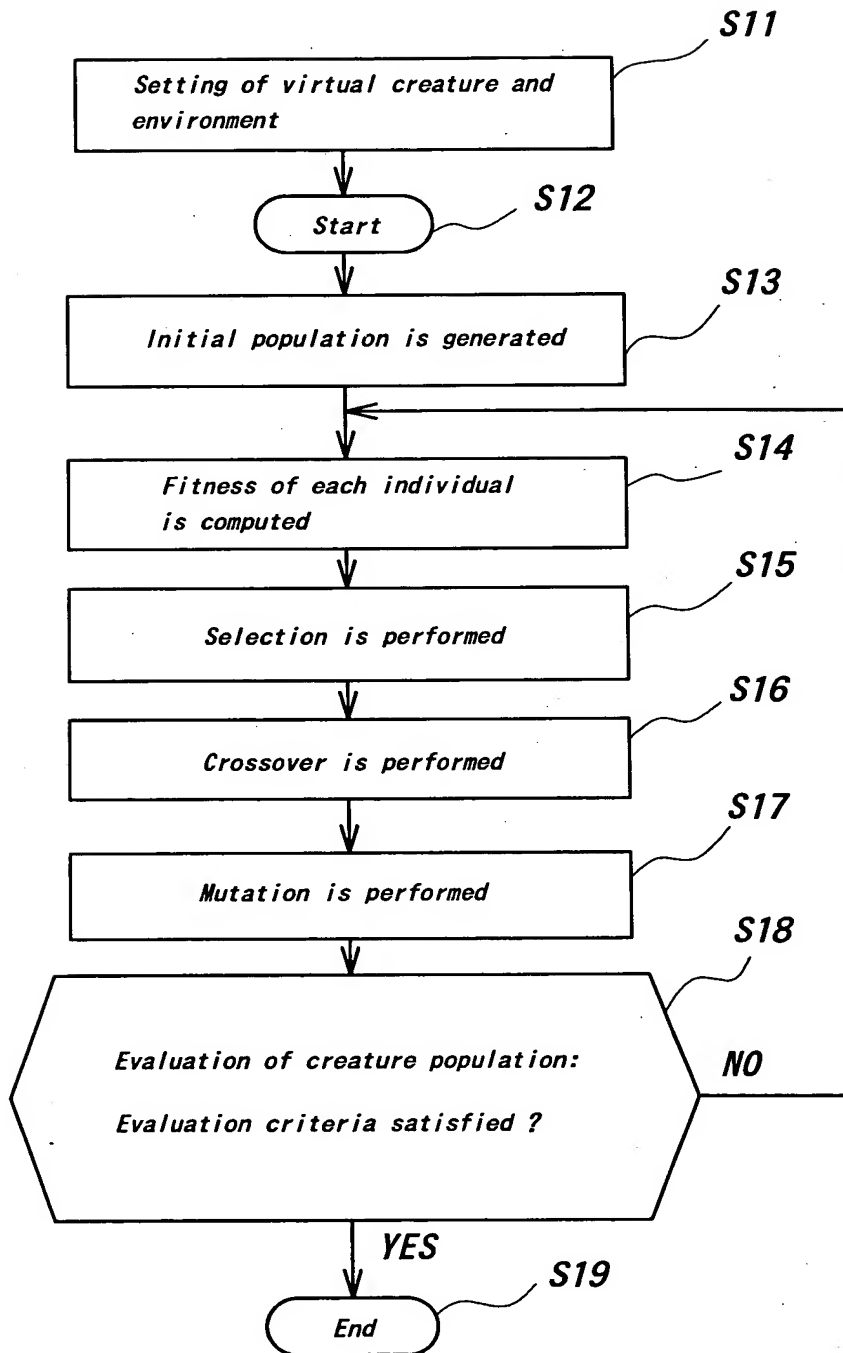 S11
Setting of virtual creature and
environment
S12
Start
S13
Initial population is generated
S14
Fitness of each individual
is computed
S15
Selection is performed
S16
Crossover is performed
S17
Mutation is performed
S18
Evaluation of creature population:
Evaluation criteria satisfied ?
NO
YES
S19
End